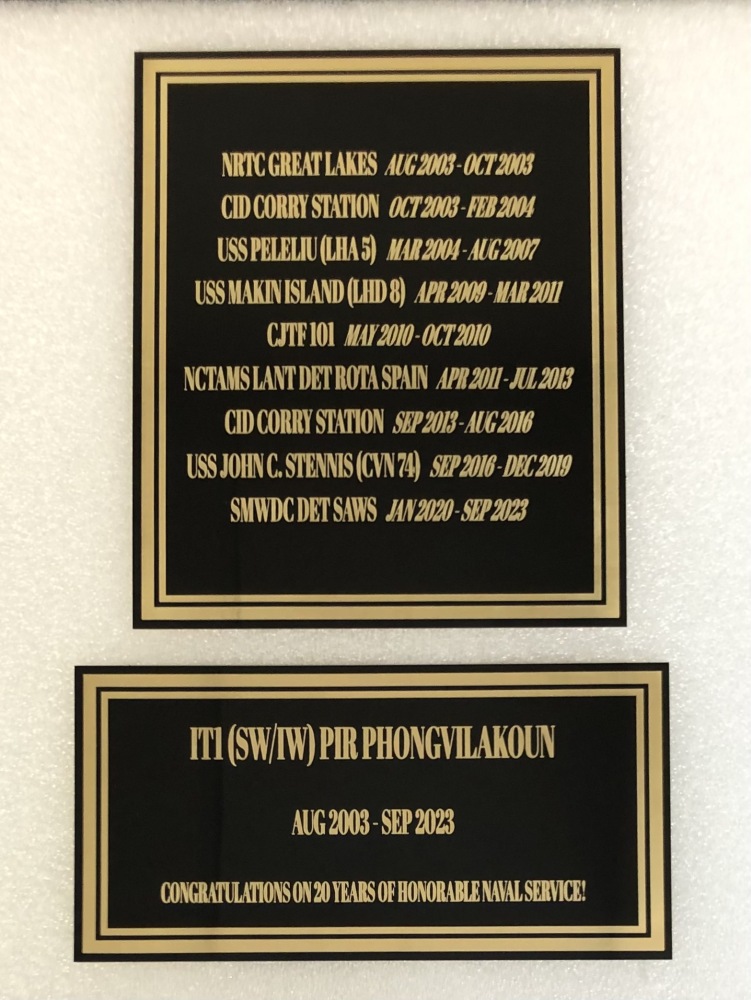 NRTC GREAT LAKES AUG 2003 - OCT 2003
CID CORRY STATION OCT 2003 - FEB 2004
USS PELELIU (LHA 5) MAR 2004 - AUG 2007
USS MAKIN ISLAND (LHD 8) APR 2009 - MAR 2011
CJTF 101 MAY 2010 - OCT 2010
NCTAMS LANT DET ROTA SPAIN APR 2011 - JUL 2013
CID CORRY STATION SEP 2013 - AUG 2016
USS JOHN C. STENNIS (CVN 74) SEP 2016 - DEC 2019
SMWDC DET SAWS JAN 2020 - SEP 2023
IT1 (SW/IW) PIR PHONGVILAKOUN
AUG 2003 - SEP 2023
CONGRATULATIONS ON 20 YEARS OF HONORABLE NAVAL SERVICE!